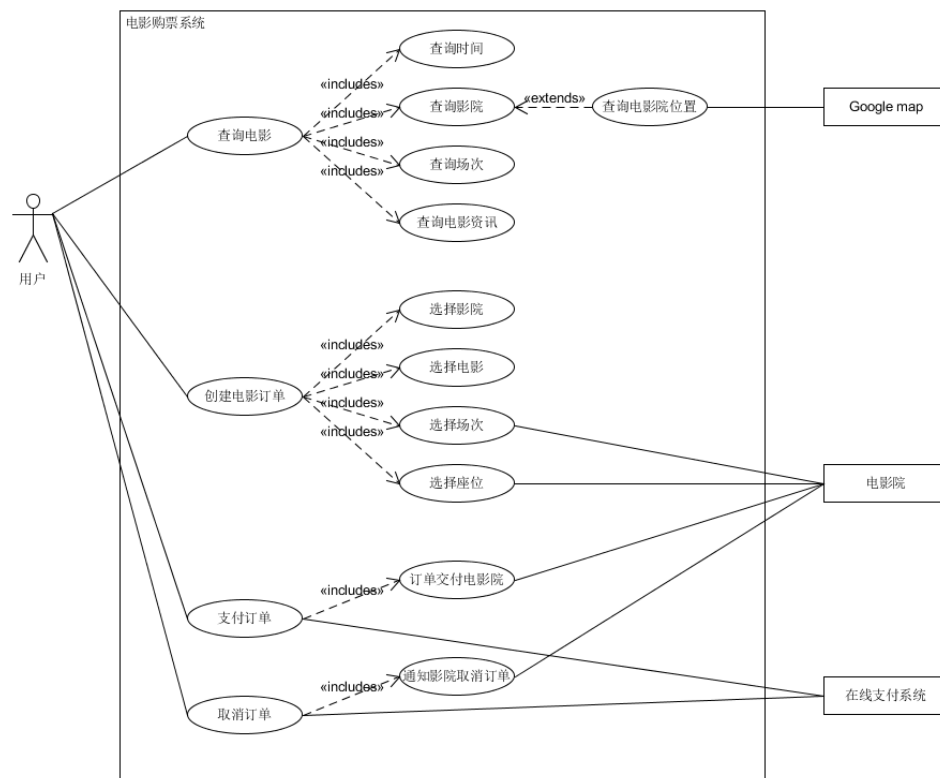 电影购票系统
查询时间
«includes»
«includes»
查询影院
«extends»
查询电影院位置
Google map
查询电影
«includes»
查询场次
«includes»
查询电影资讯
用户
选择影院
«includes»
选择电影
«includes»
创建电影订单
«includes»
选择场次
«includes»
选择座位
电影院
订单交付电影院
«includes»
支付订单
通知影院取消订单
«includes»
在线支付系统
取消订单